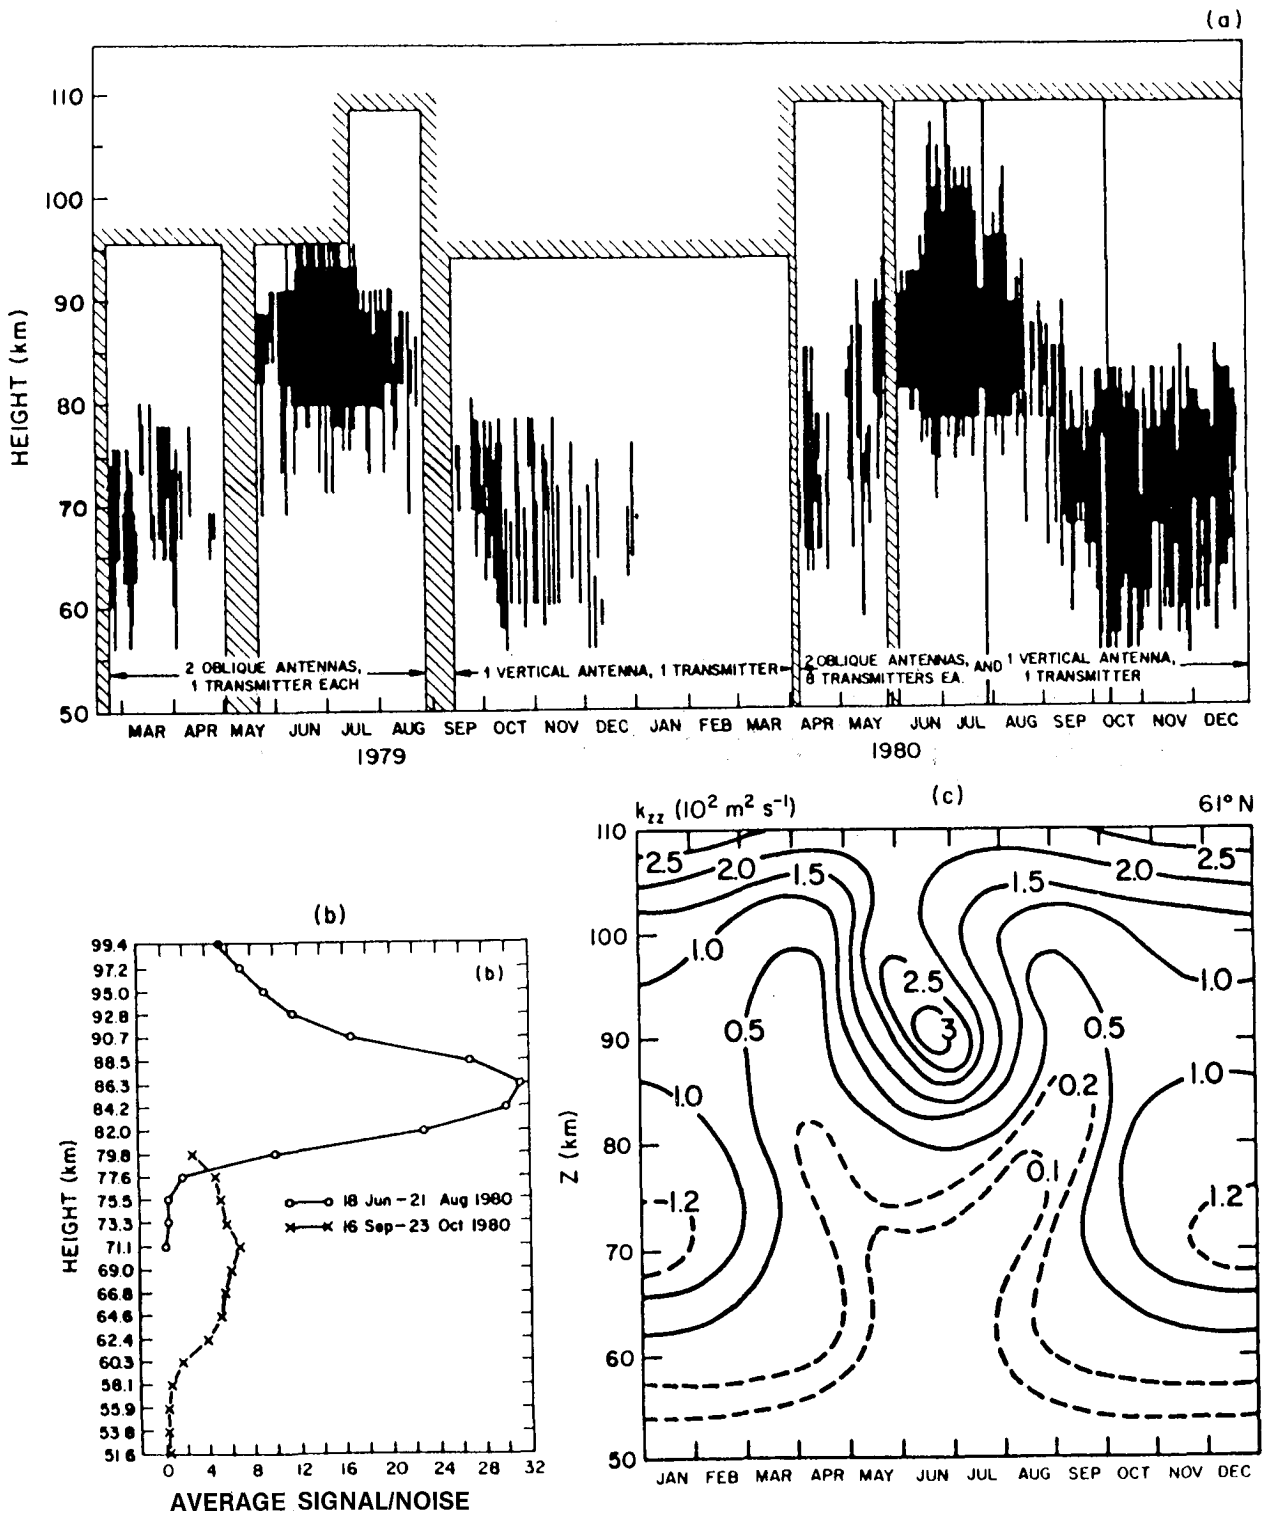 (a)
110
100
90
80
70
60
50
HEIGHT (km)
2 OBLIQUE ANTENNAS,
1 TRANSMITTER EACH
1 VERTICAL ANTENNA, 1 TRANSMITTER
2 OBLIQUE ANTENNAS, AND 1 VERTICAL ANTENNA,
8 TRANSMITTERS EA. 1 TRANSMITTER
MAR APR MAY JUN JUL AUG SEP OCT NOV DEC JAN FEB MAR APR MAY JUN JUL AUG SEP OCT NOV DEC
1979 1980
(b)
(b)
99.4
97.2
95.0
92.8
90.7
88.5
86.3
84.2
82.0
79.8
77.6
75.5
73.3
71.1
69.0
66.8
64.6
62.4
60.3
58.1
55.9
53.8
51.6
HEIGHT (km)
18 Jun-21 Aug 1980
16 Sep-23 Oct 1980
0 4 8 12 16 20 24 28 32
AVERAGE SIGNAL/NOISE
kzz (10² m² s⁻¹) (c) 61° N
110
100
90
80
70
60
50
Z (km)
2.5 2.0 1.5 1.5 2.0 2.5
1.0 2.5 1.0
0.5 3 0.5
1.0 0.2 1.0
0.1
1.2 1.2
JAN FEB MAR APR MAY JUN JUL AUG SEP OCT NOV DEC